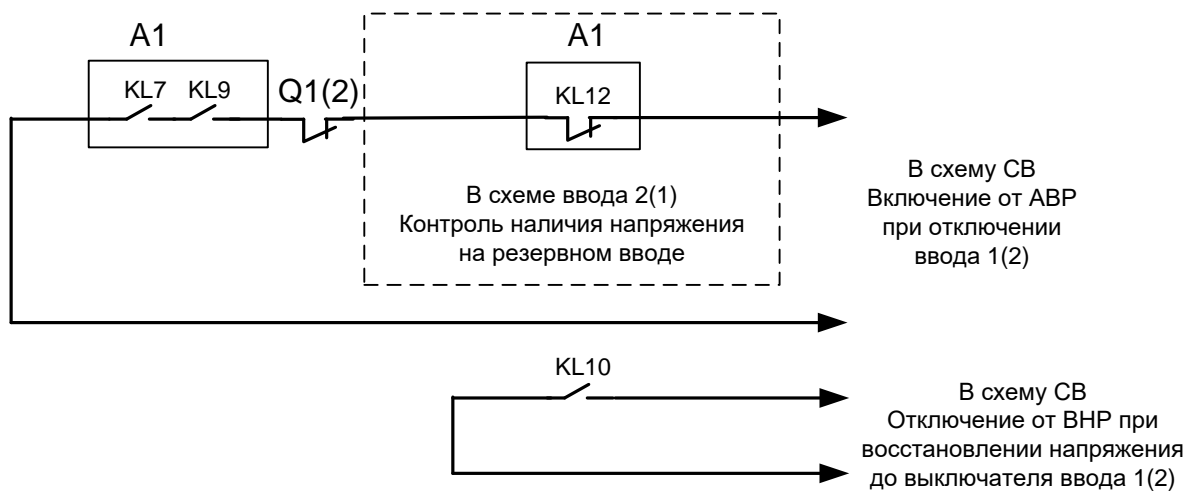 A1
A1
KL7 KL9
Q1(2)
KL12
В схеме ввода 2(1)
Контроль наличия напряжения
на резервном вводе
В схему СВ
Включение от АВР
при отключении
ввода 1(2)
KL10
В схему СВ
Отключение от ВНР при
восстановлении напряжения
до выключателя ввода 1(2)